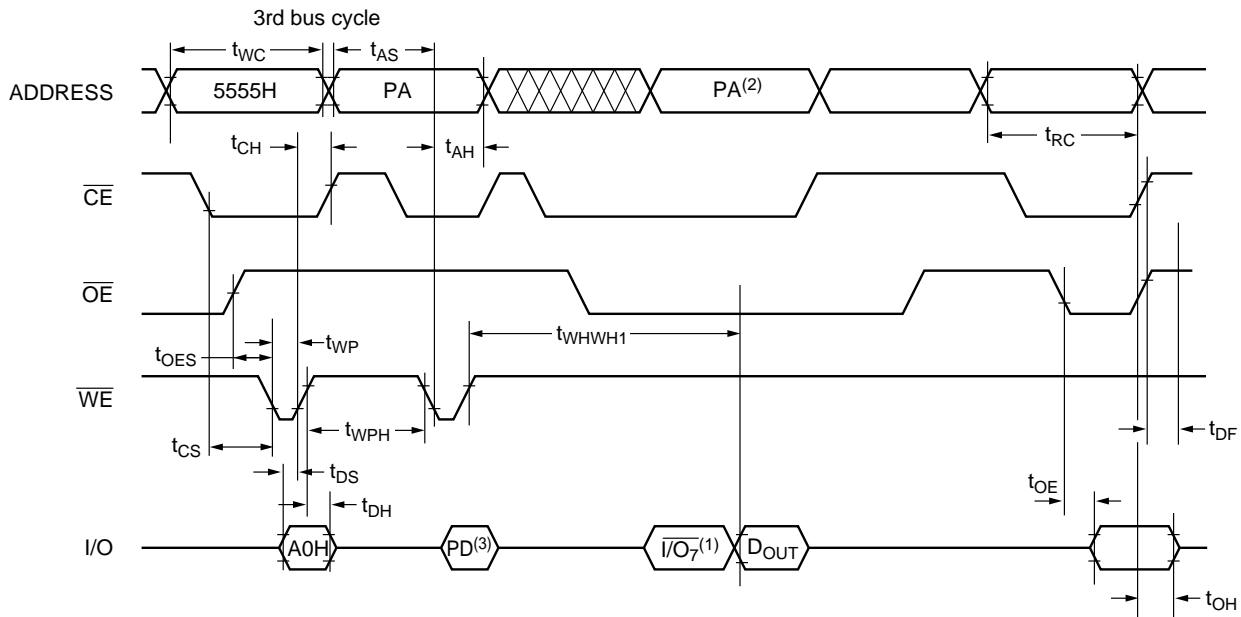 3rd bus cycle
tWC
tAS
ADDRESS
5555H
PA
PA(2)
tCH
tAH
tRC
CE
OE
tWHWH1
tOES
tWP
WE
tWPH
tCS
tDS
tDF
tOE
tDH
I/O
A0H
PD(3)
I/O7(1)
DOUT
tOH